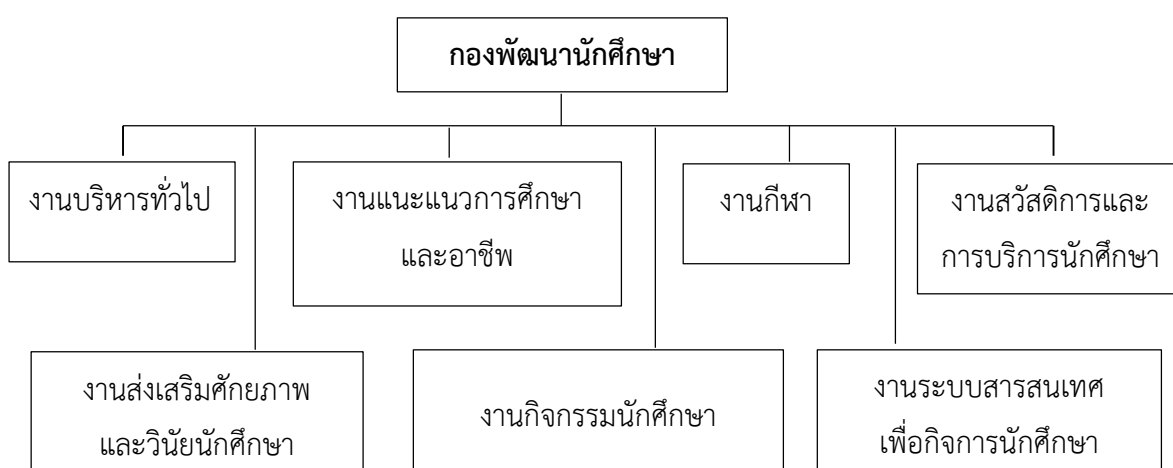 กองพัฒนานักศึกษา
งานบริหารทั่วไป
งานแนะแนวการศึกษา
และอาชีพ
งานกีฬา
งานสวัสดิการและ
การบริการนักศึกษา
งานส่งเสริมศักยภาพ
และวินัยนักศึกษา
งานกิจกรรมนักศึกษา
งานระบบสารสนเทศ
เพื่อกิจการนักศึกษา